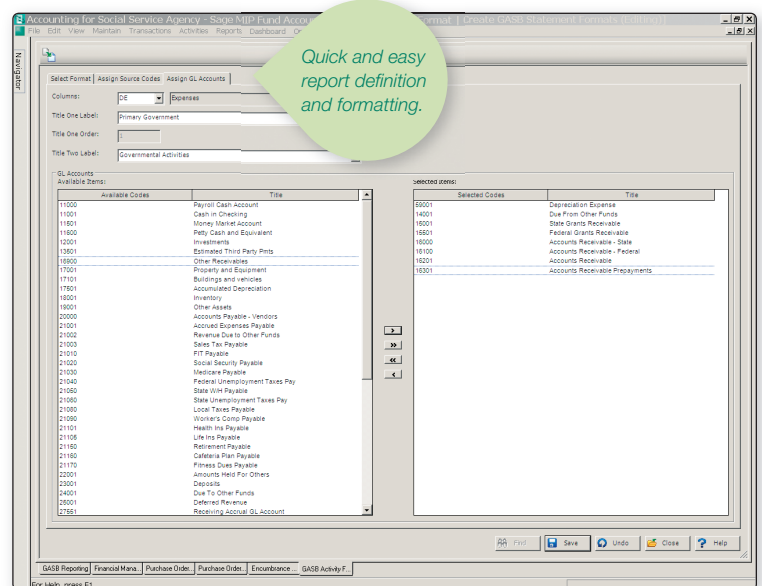 Accounting for Social Service Agency - Sage MIP Fund Accou
ormat | Create GASB Statement Formats (Editing)]
File Edit View Maintain Transactions Activities Reports Dashboard O
Navigator
Quick and easy
report definition
and formatting.
Select Format Assign Source Codes Assign GL Accounts
Columns: DE Expenses
Title One Label: Primary Government
Title One Order:
Title Two Label: Governmental Activities
GL Accounts
Available Items: Selected Items:
Available Codes Title Selected Codes Title
11000 Payroll Cash Account 59001 Depreciation Expense
11001 Cash in Checking 14001 Due From Other Funds
11501 Money Market Account 15001 State Grants Receivable
11600 Petty Cash and Equivalent 15501 Federal Grants Receivable
12001 Investments 16000 Accounts Receivable - State
13501 Estimated Third Party Pmts 16100 Accounts Receivable - Federal
16900 Other Receivables 16201 Accounts Receivable
17001 Property and Equipment 16301 Accounts Receivable Prepayments
17101 Buildings and vehicles
17501 Accumulated Depreciation
18001 Inventory
19001 Other Assets
20000 Accounts Payable - Vendors
21001 Accrued Expenses Payable
21002 Revenue Due to Other Funds
21003 Sales Tax Payable
21010 FIT Payable
21020 Social Security Payable
21030 Medicare Payable
21040 Federal Unemployment Taxes Pay
21050 State W/H Payable
21060 State Unemployment Taxes Pay
21080 Local Taxes Payable
21090 Worker's Comp Payable
21101 Health Ins Payable
21106 Life Ins Payable
21150 Retirement Payable
21160 Cafeteria Plan Payable
21170 Fitness Dues Payable
22001 Amounts Held For Others
23001 Deposits
24001 Due To Other Funds
25001 Deferred Revenue
27551 Receiving Accrual GL Account
>
>>
<<
<
Find Save Undo Close ? Help
GASB Reporting Financial Mana... Purchase Order... Purchase Order... Encumbrance ... GASB Activity F...
For Help, press F1